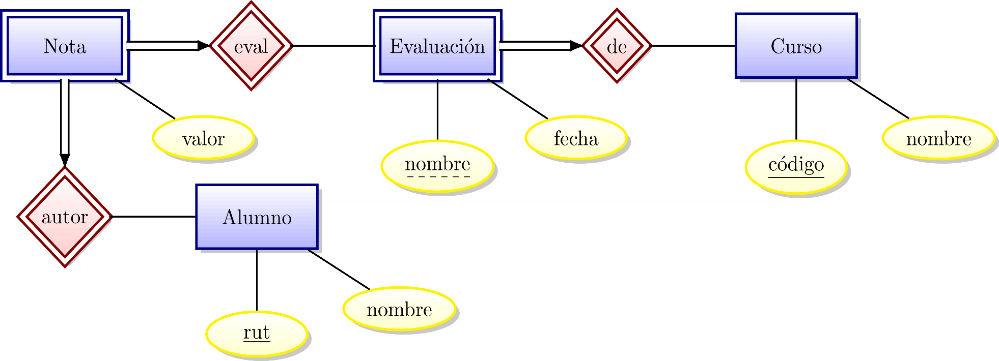 Nota
eval
Evaluación
de
Curso
valor
nombre
fecha
código
nombre
autor
Alumno
rut
nombre